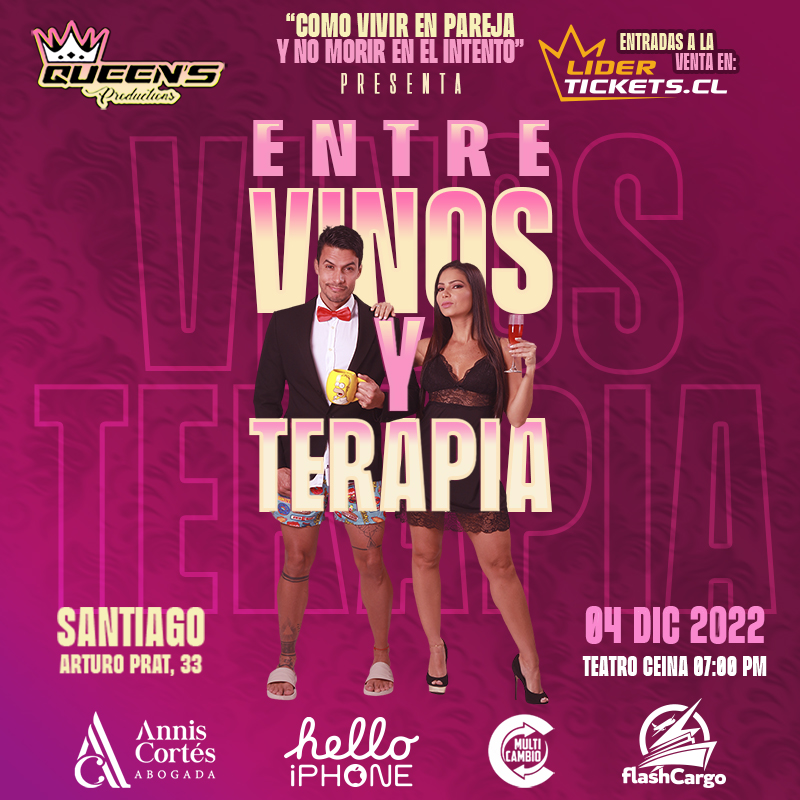 QUEEN'S
Productions
“COMO VIVIR EN PAREJA
Y NO MORIR EN EL INTENTO”
PRESENTA
ENTRADAS A LA
VENTA EN:
LIDER
TICKETS.CL
ENTRE
VINOS
Y
TERAPIA
VINOS
TERAPIA
SANTIAGO
ARTURO PRAT, 33
04 DIC 2022
TEATRO CEINA 07:00 PM
Annis
Cortés
ABOGADA
hello
iPHONE
MULTI
CAMBIO
flashCargo